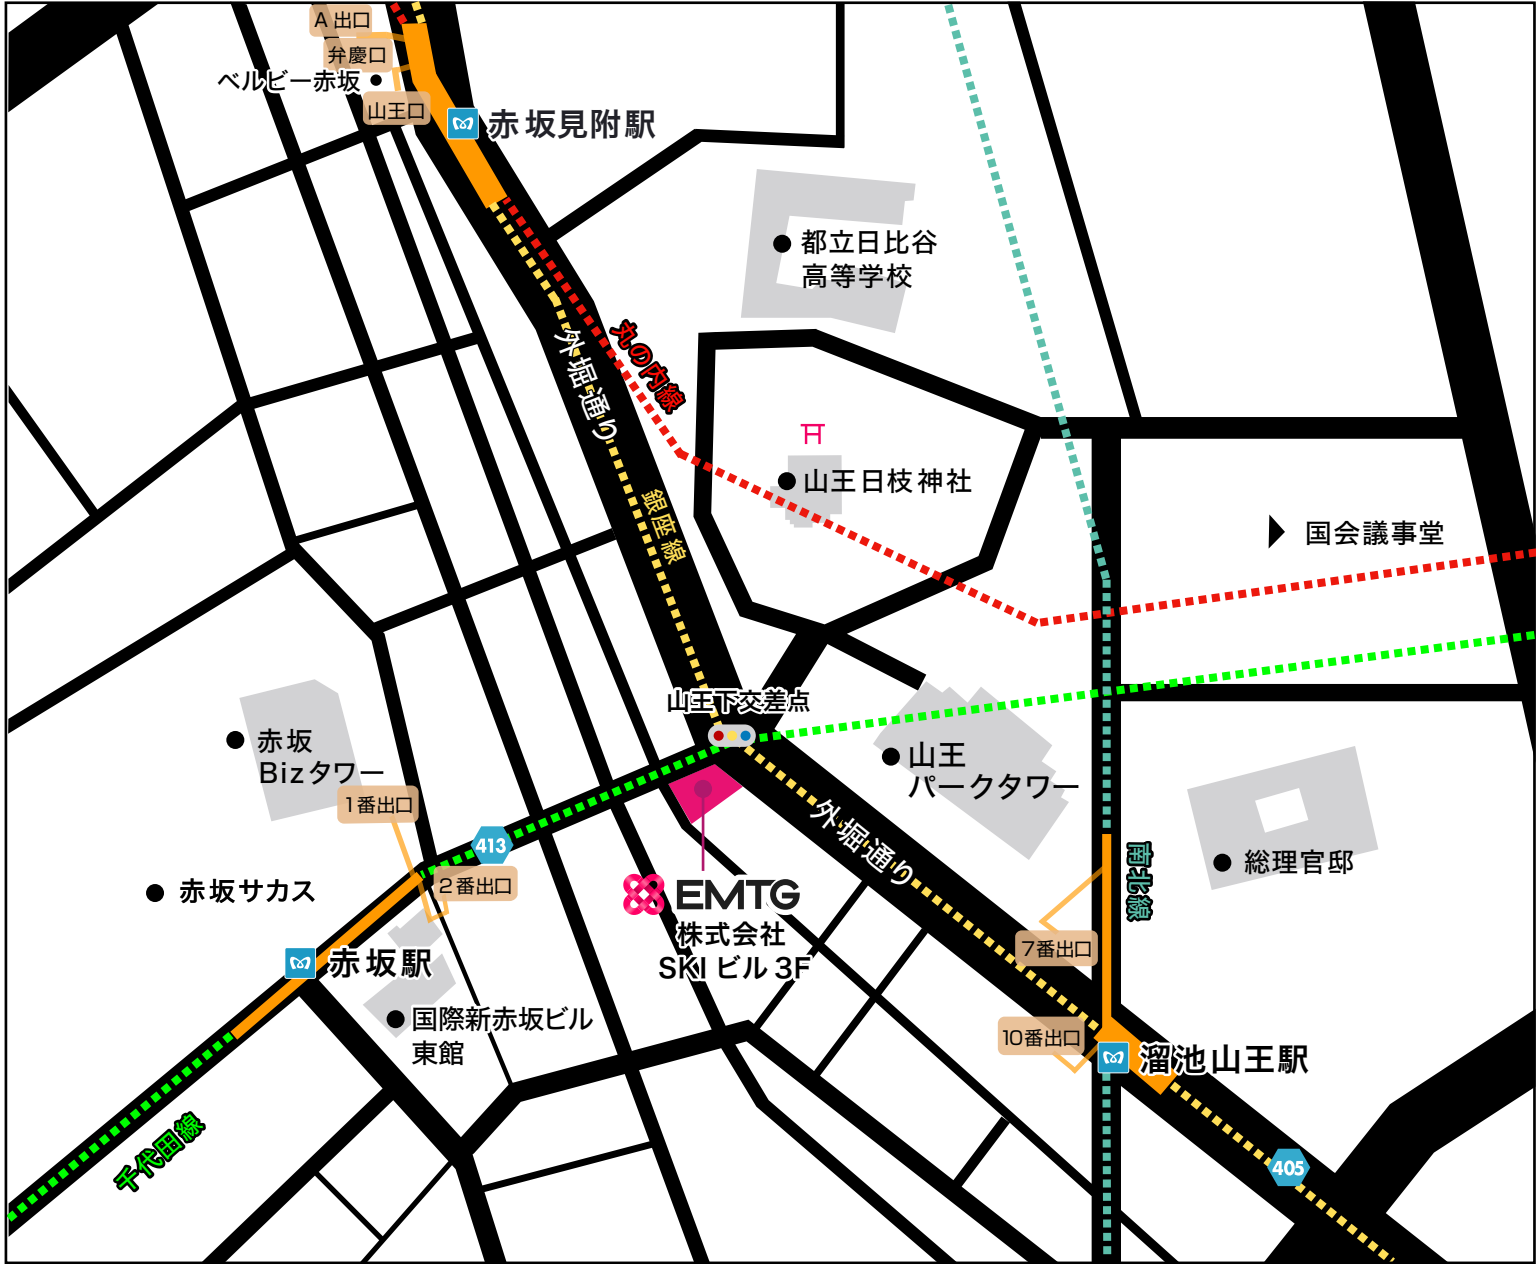 A出口
弁慶口
ベルビー赤坂
山王口
赤坂見附駅
都立日比谷
高等学校
外堀通り
丸の内線
山王日枝神社
銀座線
国会議事堂
山王下交差点
赤坂
Bizタワー
山王
パークタワー
1番出口
413
外堀通り
南北線
総理官邸
2番出口
赤坂サカス
EMTG
株式会社
SKIビル3F
7番出口
赤坂駅
国際新赤坂ビル
東館
10番出口
溜池山王駅
千代田線
405